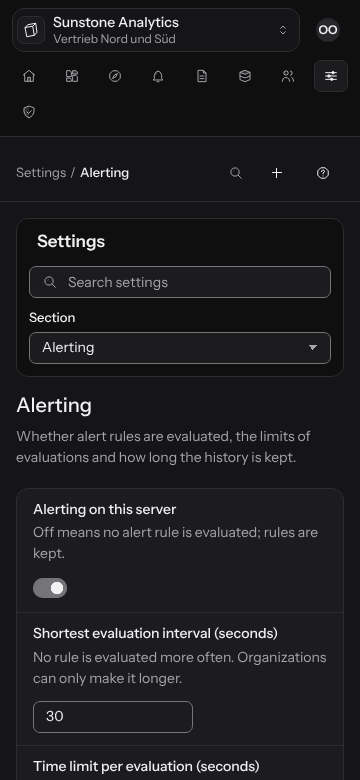 Sunstone Analytics
Vertrieb Nord und Süd
OO
Settings / Alerting
Settings
Search settings
Section
Alerting
Alerting
Whether alert rules are evaluated, the limits of
evaluations and how long the history is kept.
Alerting on this server
Off means no alert rule is evaluated; rules are
kept.
Shortest evaluation interval (seconds)
No rule is evaluated more often. Organizations
can only make it longer.
30
Time limit per evaluation (seconds)